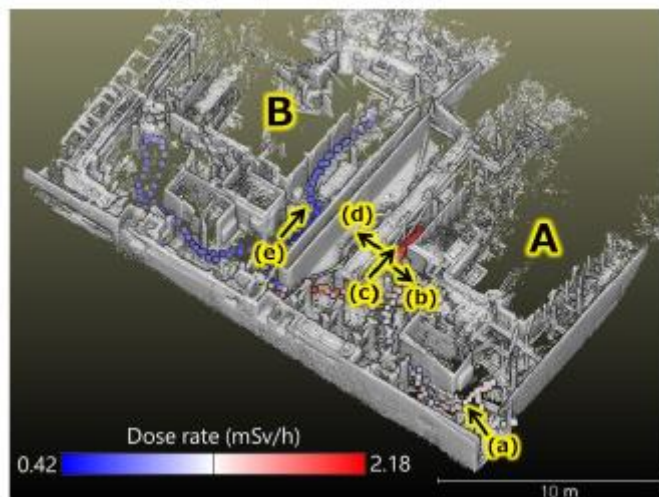 B
A
(d)
(e)
(c)
(b)
(a)
Dose rate (mSv/h)
0.42
2.18
10 m